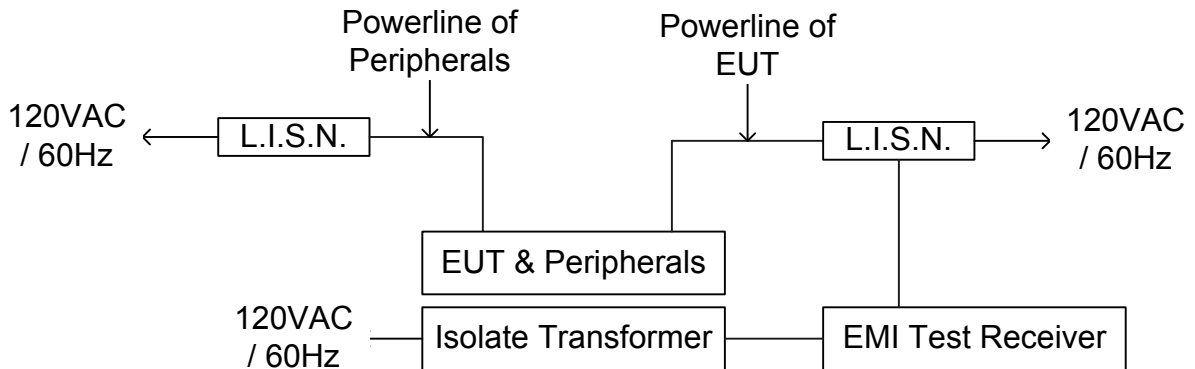 Powerline of
Peripherals
Powerline of
EUT
120VAC
/ 60Hz
L.I.S.N.
L.I.S.N.
120VAC
/ 60Hz
EUT & Peripherals
120VAC
/ 60Hz
Isolate Transformer
EMI Test Receiver